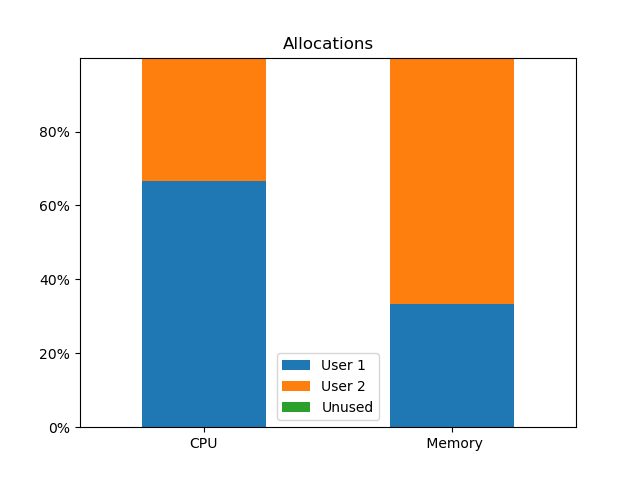 Allocations
80%
60%
40%
20%
0%
User 1
User 2
Unused
CPU
Memory